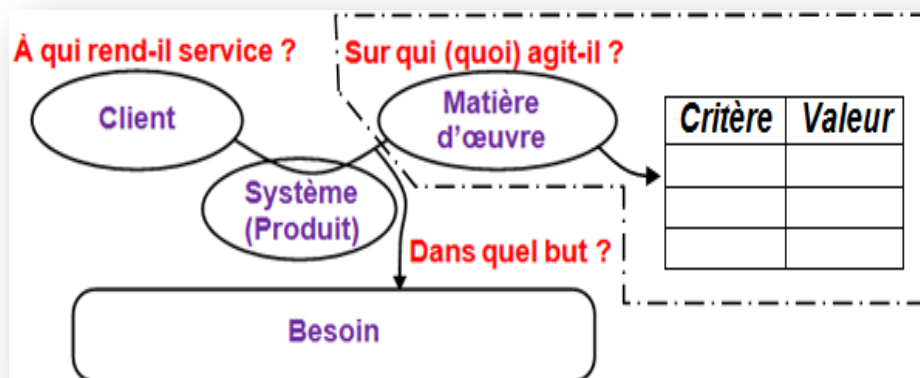 À qui rend-il service ?
Sur qui (quoi) agit-il ?
Client
Matière
d'œuvre
Critère Valeur
Système
(Produit)
Dans quel but ?
Besoin